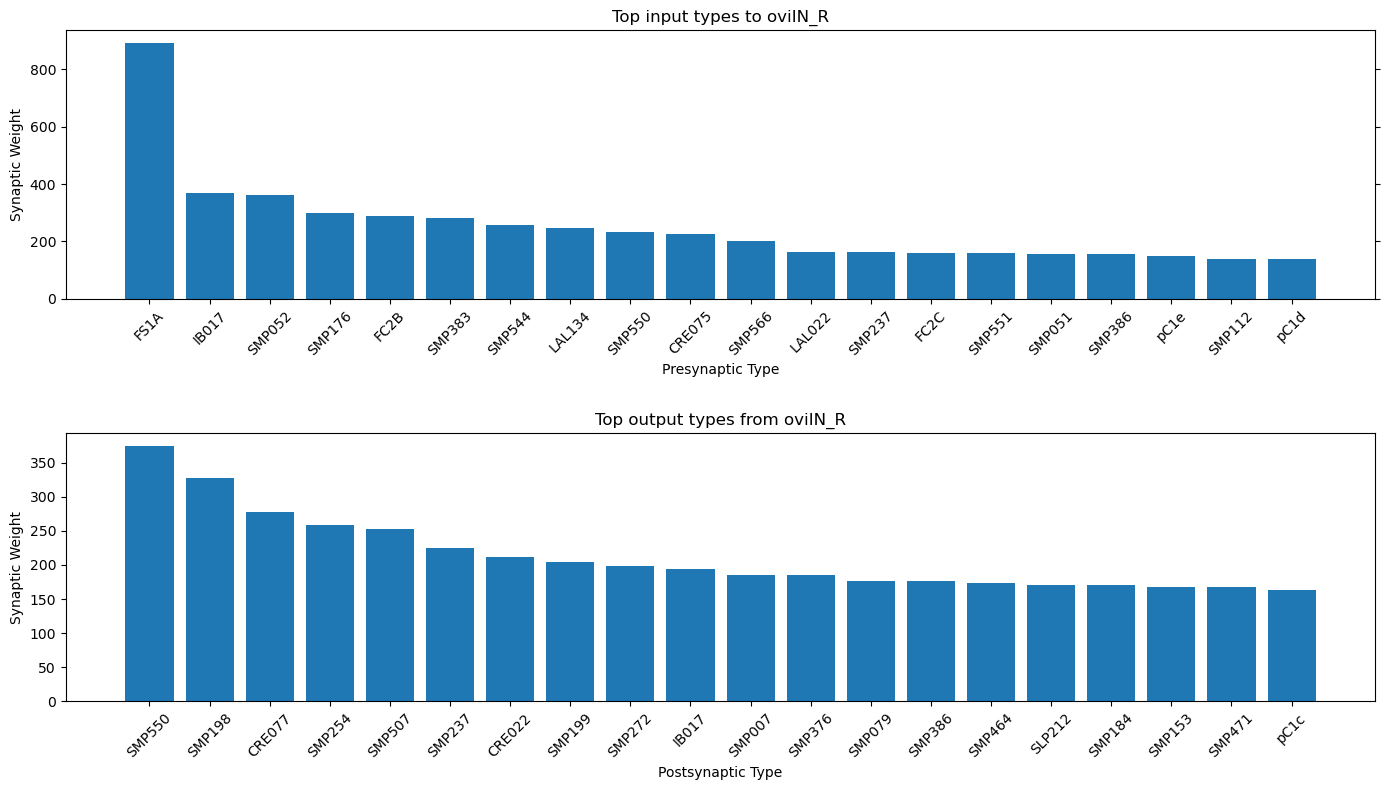 Top input types to oviIN_R
Synaptic Weight
800
600
400
200
0
FS1A IB017 SMP052 SMP176 FC2B SMP383 SMP544 LAL134 SMP550 CRE075 SMP566 LAL022 SMP237 FC2C SMP551 SMP051 SMP386 pC1e SMP112 pC1d
Presynaptic Type
Top output types from oviIN_R
Synaptic Weight
350
300
250
200
150
100
50
0
SMP550 SMP198 CRE077 SMP254 SMP507 SMP237 CRE022 SMP199 SMP272 IB017 SMP007 SMP376 SMP079 SMP386 SMP464 SLP212 SMP184 SMP153 SMP471 pC1c
Postsynaptic Type